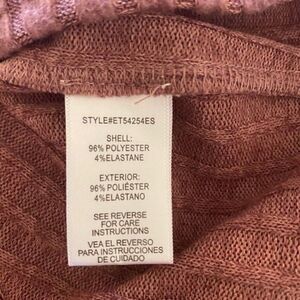 STYLE#ET54254ES
SHELL:
96% POLYESTER
4%ELASTANE
EXTERIOR:
96% POLIÉSTER
4%ELASTANO
SEE REVERSE
FOR CARE
INSTRUCTIONS
VEA EL REVERSO
PARA INSTRUCCIONES
DE CUIDADO